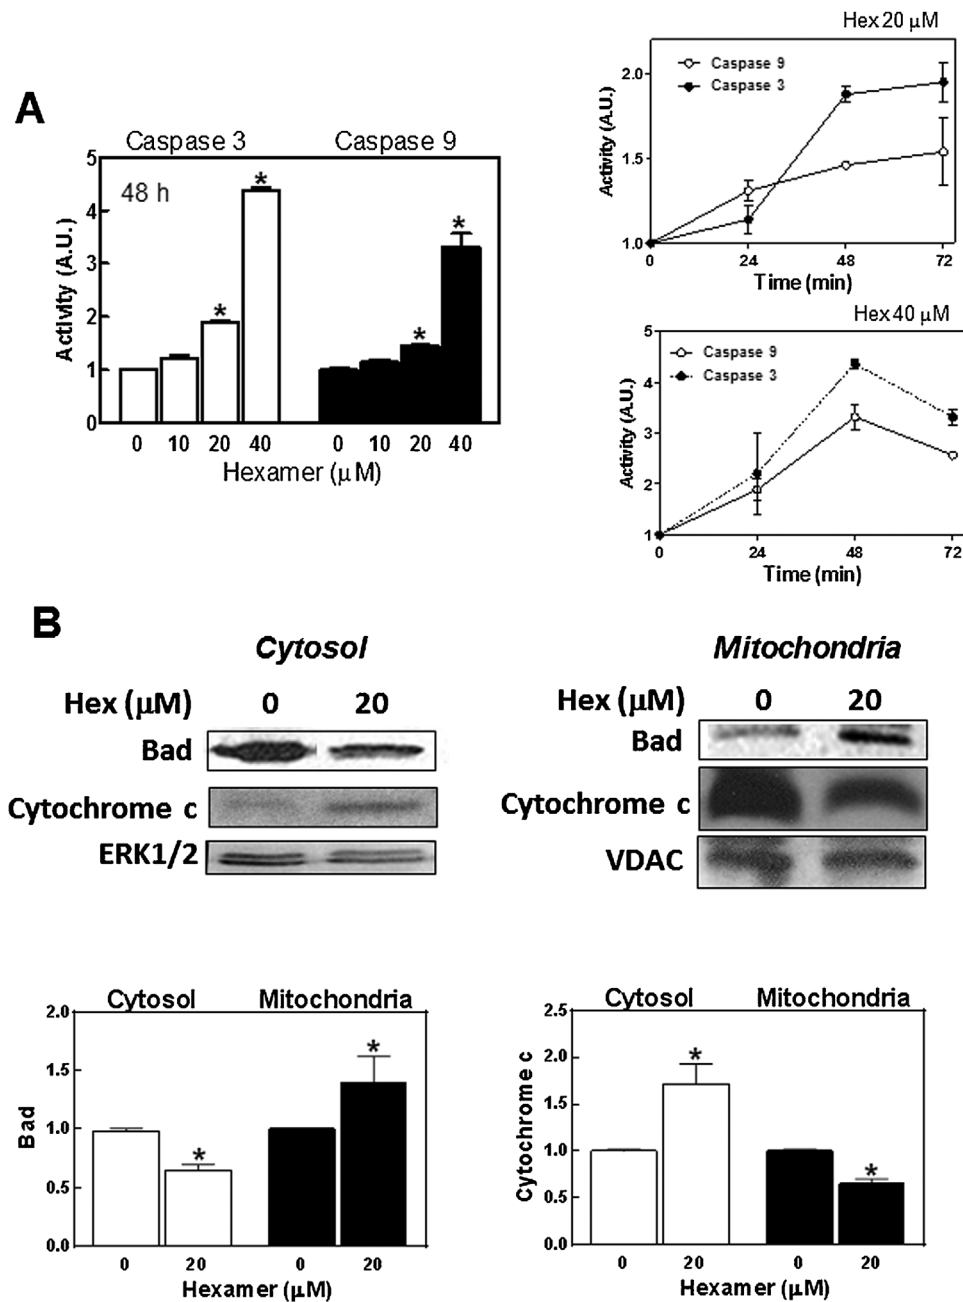 A
Caspase 3 Caspase 9
48 h
5
4
3
2
1
0
Activity (A.U.)
* * * *
0 10 20 40 0 10 20 40
Hexamer (μM)
Hex 20 μM
Caspase 9
Caspase 3
2.0
1.5
1.0
Activity (A.U.)
0 24 48 72
Time (min)
Hex 40 μM
Caspase 9
Caspase 3
5
4
3
2
1
Activity (A.U.)
0 24 48 72
Time (min)
B
Cytosol
Hex (μM) 0 20
Bad
Cytochrome c
ERK1/2
Mitochondria
Hex (μM) 0 20
Bad
Cytochrome c
VDAC
Cytosol Mitochondria
2.0
1.5
1.0
0.5
0.0
Bad
* *
0 20 0 20
Hexamer (μM)
Cytosol Mitochondria
2.5
2.0
1.5
1.0
0.5
0.0
Cytochrome c
* *
0 20 0 20
Hexamer (μM)